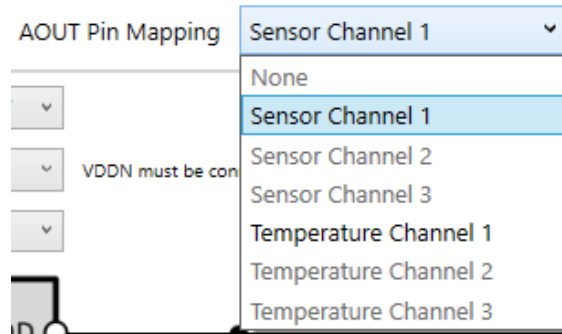 AOUT Pin Mapping Sensor Channel 1
None
Sensor Channel 1
Sensor Channel 2
VDDN must be con
Sensor Channel 3
Temperature Channel 1
Temperature Channel 2
Temperature Channel 3